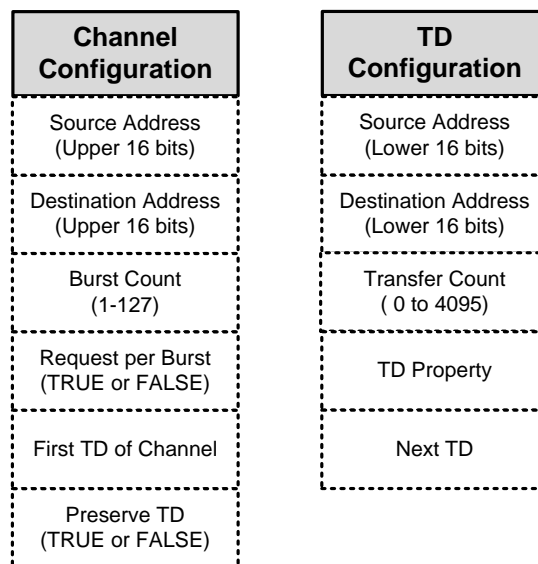 Channel
Configuration
Source Address
(Upper 16 bits)
Destination Address
(Upper 16 bits)
Burst Count
(1-127)
Request per Burst
(TRUE or FALSE)
First TD of Channel
Preserve TD
(TRUE or FALSE)
TD
Configuration
Source Address
(Lower 16 bits)
Destination Address
(Lower 16 bits)
Transfer Count
( 0 to 4095)
TD Property
Next TD